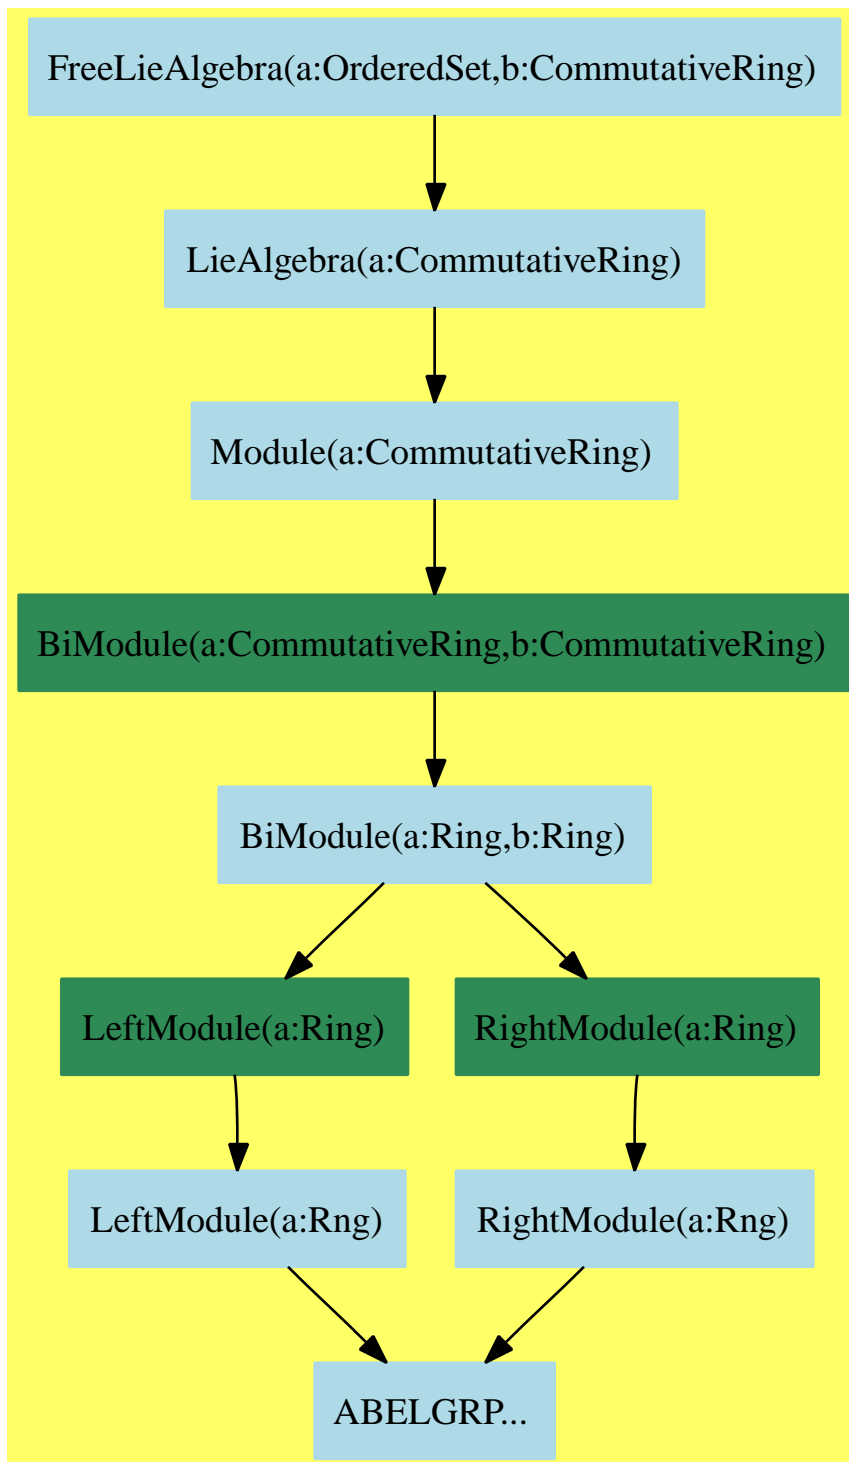 FreeLieAlgebra(a:OrderedSet,b:CommutativeRing)
LieAlgebra(a:CommutativeRing)
Module(a:CommutativeRing)
BiModule(a:CommutativeRing,b:CommutativeRing)
BiModule(a:Ring,b:Ring)
LeftModule(a:Ring)
RightModule(a:Ring)
LeftModule(a:Rng)
RightModule(a:Rng)
ABELGRP...